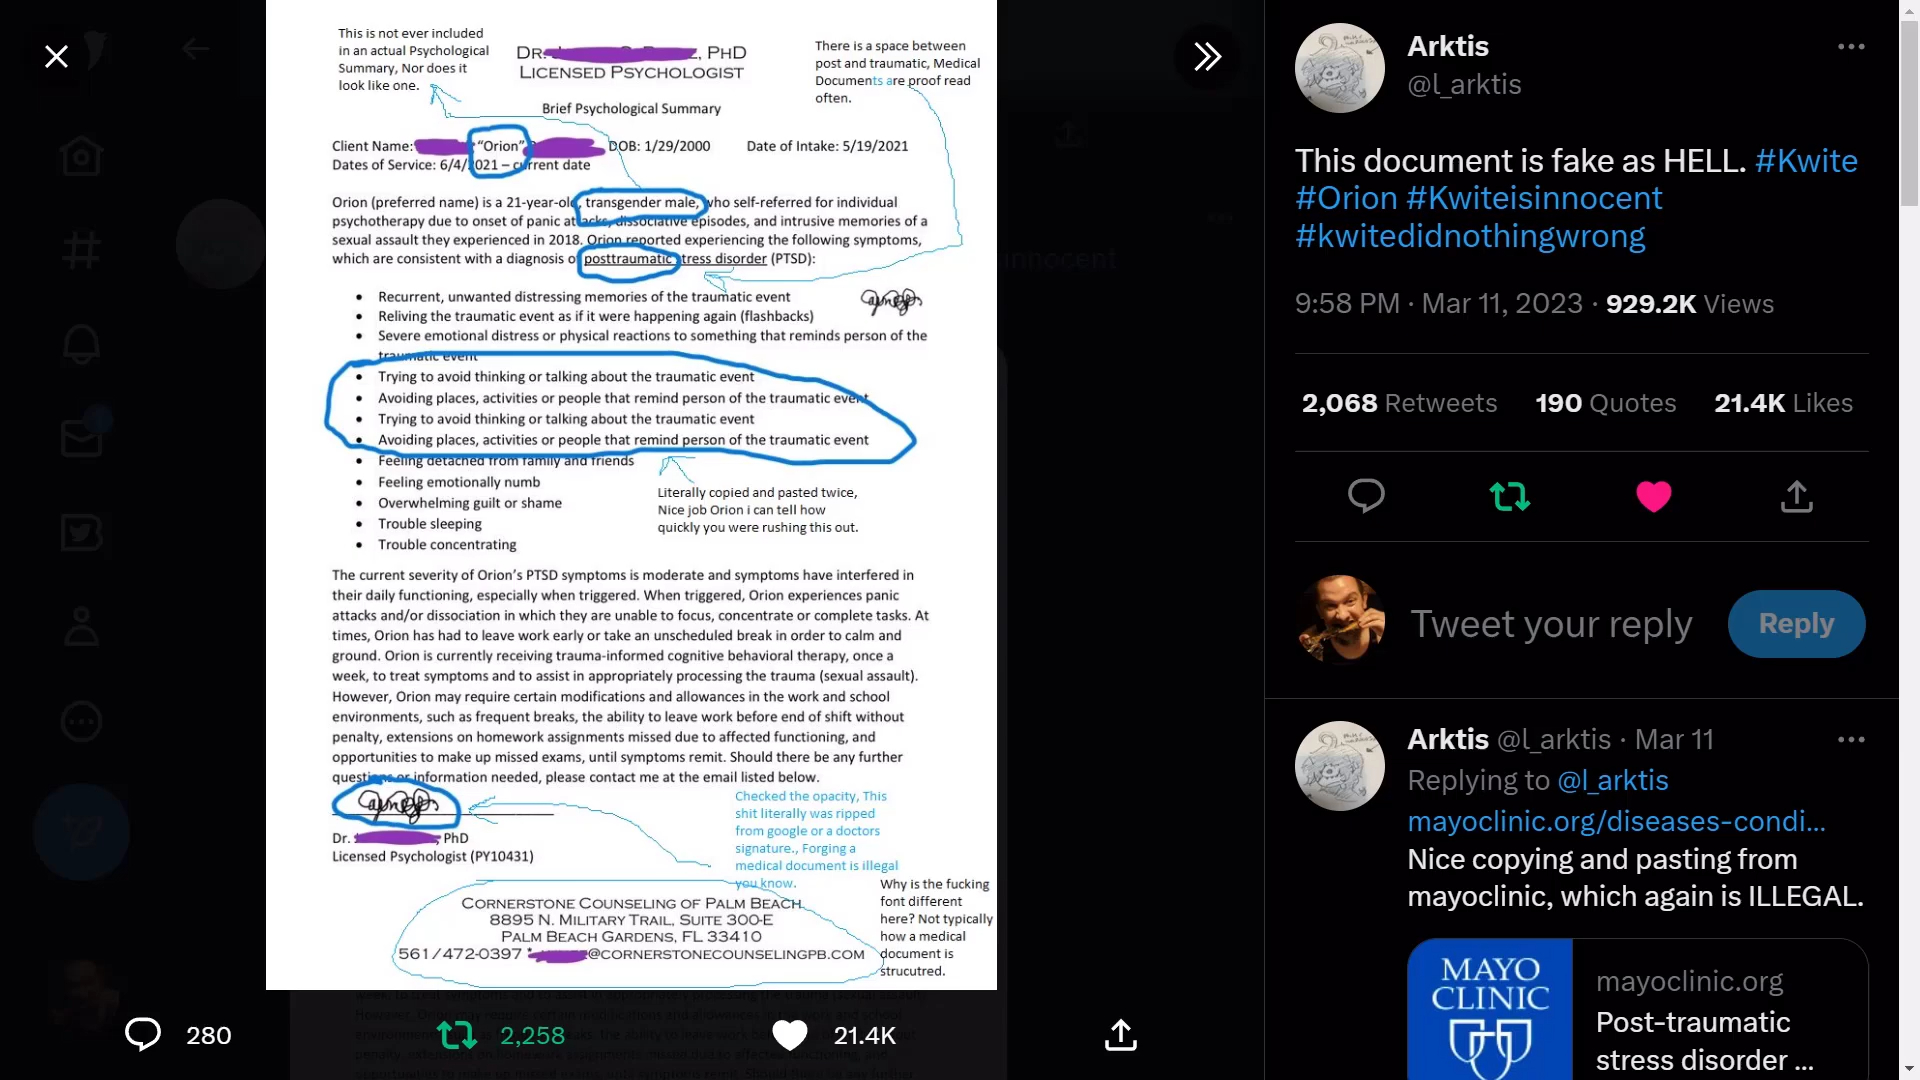 This is not ever included
in an actual Psychological
Summary, Nor does it
look like one.
DR.
, PHD
LICENSED PSYCHOLOGIST
There is a space between
post and traumatic, Medical
Documents are proof read
often.
Brief Psychological Summary
Client Name: "Orion" DOB: 1/29/2000 Date of Intake: 5/19/2021
Dates of Service: 6/4/2021 – current date
Orion (preferred name) is a 21-year-old, transgender male, who self-referred for individual
psychotherapy due to onset of panic attacks, dissociative episodes, and intrusive memories of a
sexual assault they experienced in 2018. Orion reported experiencing the following symptoms,
which are consistent with a diagnosis of posttraumatic stress disorder (PTSD):
• Recurrent, unwanted distressing memories of the traumatic event
• Reliving the traumatic event as if it were happening again (flashbacks)
• Severe emotional distress or physical reactions to something that reminds person of the
traumatic event
• Trying to avoid thinking or talking about the traumatic event
• Avoiding places, activities or people that remind person of the traumatic event
• Trying to avoid thinking or talking about the traumatic event
• Avoiding places, activities or people that remind person of the traumatic event
• Feeling detached from family and friends
• Feeling emotionally numb
• Overwhelming guilt or shame
• Trouble sleeping
• Trouble concentrating
Literally copied and pasted twice,
Nice job Orion i can tell how
quickly you were rushing this out.
The current severity of Orion's PTSD symptoms is moderate and symptoms have interfered in
their daily functioning, especially when triggered. When triggered, Orion experiences panic
attacks and/or dissociation in which they are unable to focus, concentrate or complete tasks. At
times, Orion has had to leave work early or take an unscheduled break in order to calm and
ground. Orion is currently receiving trauma-informed cognitive behavioral therapy, once a
week, to treat symptoms and to assist in appropriately processing the trauma (sexual assault).
However, Orion may require certain modifications and allowances in the work and school
environments, such as frequent breaks, the ability to leave work before end of shift without
penalty, extensions on homework assignments missed due to affected functioning, and
opportunities to make up missed exams, until symptoms remit. Should there be any further
questions or information needed, please contact me at the email listed below.
Checked the opacity, This
shit literally was ripped
from google or a doctors
signature., Forging a
medical document is illegal
you know.
Dr. , PhD
Licensed Psychologist (PY10431)
Why is the fucking
font different
here? Not typically
how a medical
document is
strucutred.
CORNERSTONE COUNSELING OF PALM BEACH
8895 N. MILITARY TRAIL, SUITE 300-E
PALM BEACH GARDENS, FL 33410
561/472-0397 * @CORNERSTONECOUNSELINGPB.COM
280
2,258
21.4K
Arktis
@l_arktis
This document is fake as HELL. #Kwite
#Orion #Kwiteisinnocent
#kwitedidnothingwrong
9:58 PM · Mar 11, 2023 · 929.2K Views
2,068 Retweets 190 Quotes 21.4K Likes
Tweet your reply
Reply
Arktis @l_arktis · Mar 11
Replying to @l_arktis
mayoclinic.org/diseases-condi...
Nice copying and pasting from
mayoclinic, which again is ILLEGAL.
MAYO
CLINIC
mayoclinic.org
Post-traumatic
stress disorder ...